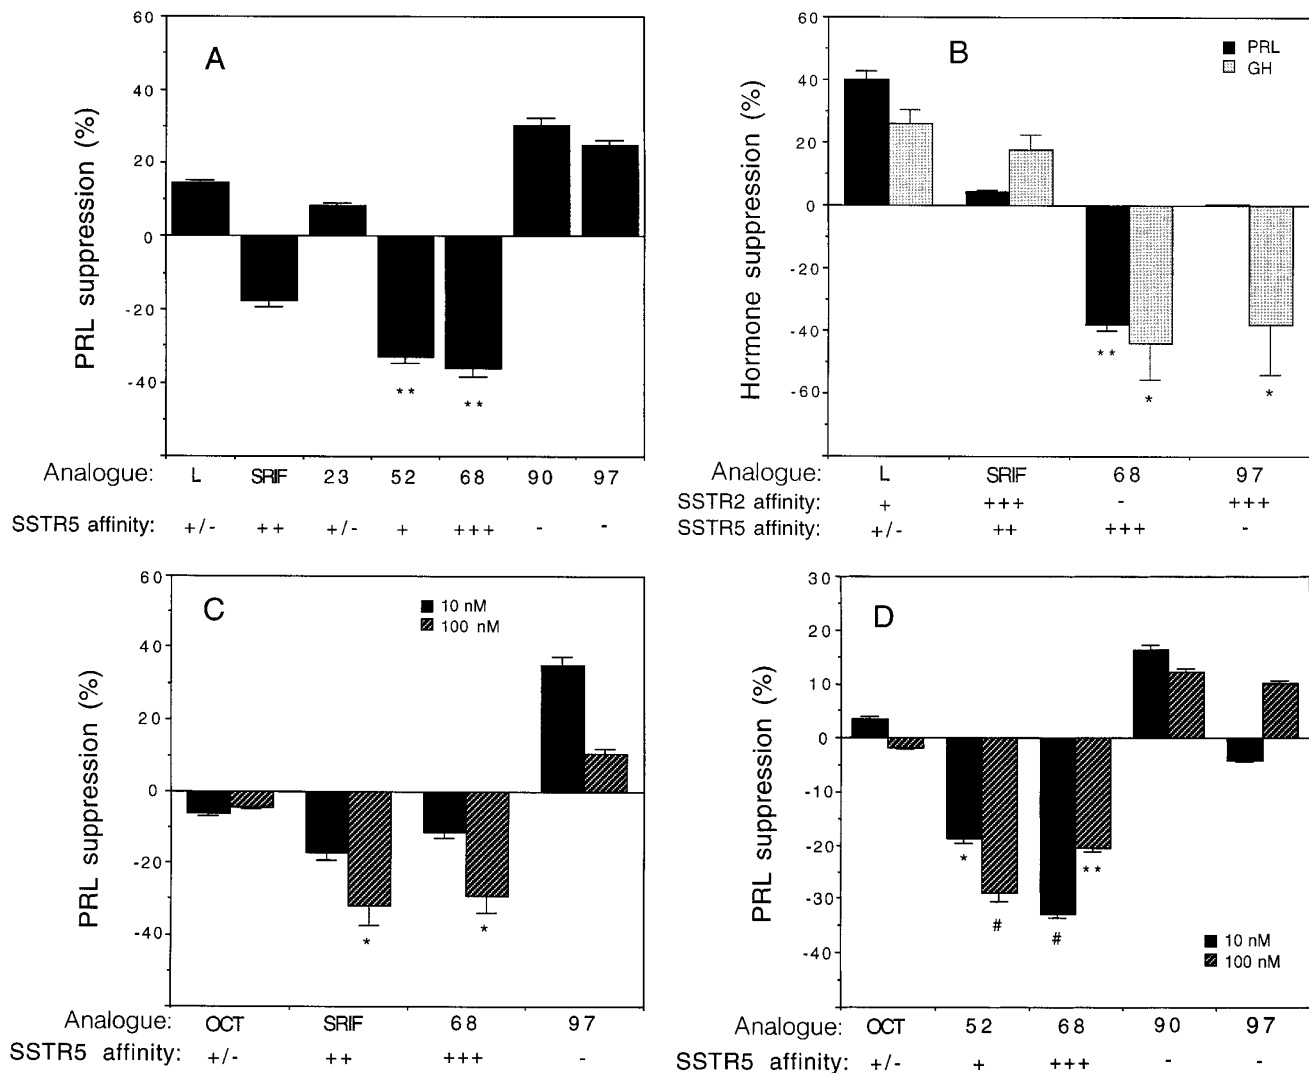 A
PRL suppression (%)
60
40
20
0
-20
-40
** **
Analogue: L SRIF 23 52 68 90 97
SSTR5 affinity: +/- ++ +/- + +++ - -
B
PRL
GH
Hormone suppression (%)
60
40
20
0
-20
-40
-60
** * *
Analogue: L SRIF 68 97
SSTR2 affinity: + +++ - +++
SSTR5 affinity: +/- ++ +++ -
C
10 nM
100 nM
PRL suppression (%)
60
40
20
0
-20
-40
* *
Analogue: OCT SRIF 68 97
SSTR5 affinity: +/- ++ +++ -
D
PRL suppression (%)
30
20
10
0
-10
-20
-30
-40
* # # **
10 nM
100 nM
Analogue: OCT 52 68 90 97
SSTR5 affinity: +/- + +++ - -